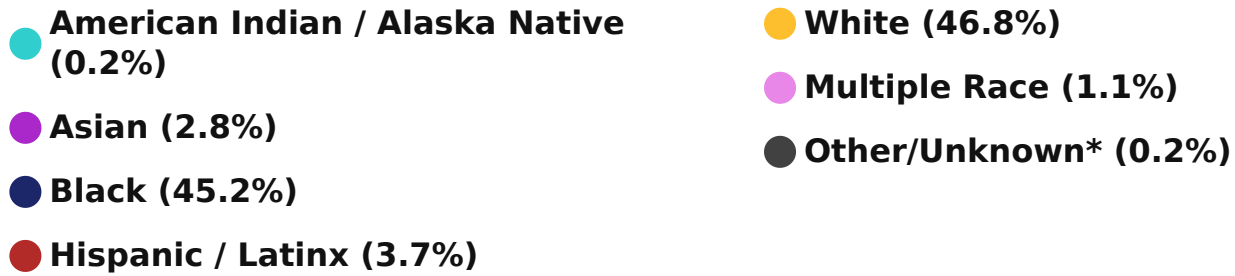 American Indian / Alaska Native
(0.2%)
Asian (2.8%)
Black (45.2%)
Hispanic / Latinx (3.7%)
White (46.8%)
Multiple Race (1.1%)
Other/Unknown* (0.2%)